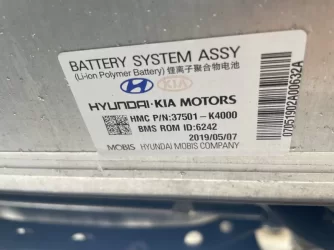 BATTERY SYSTEM ASSY
(Li-ion Polymer Battery) 锂离子聚合物电池
KIA
HYUNDAI·KIA MOTORS
HMC P/N:37501-K4000
BMS ROM ID:6242
2019/05/07
MOBIS HYUNDAI MOBIS COMPANY